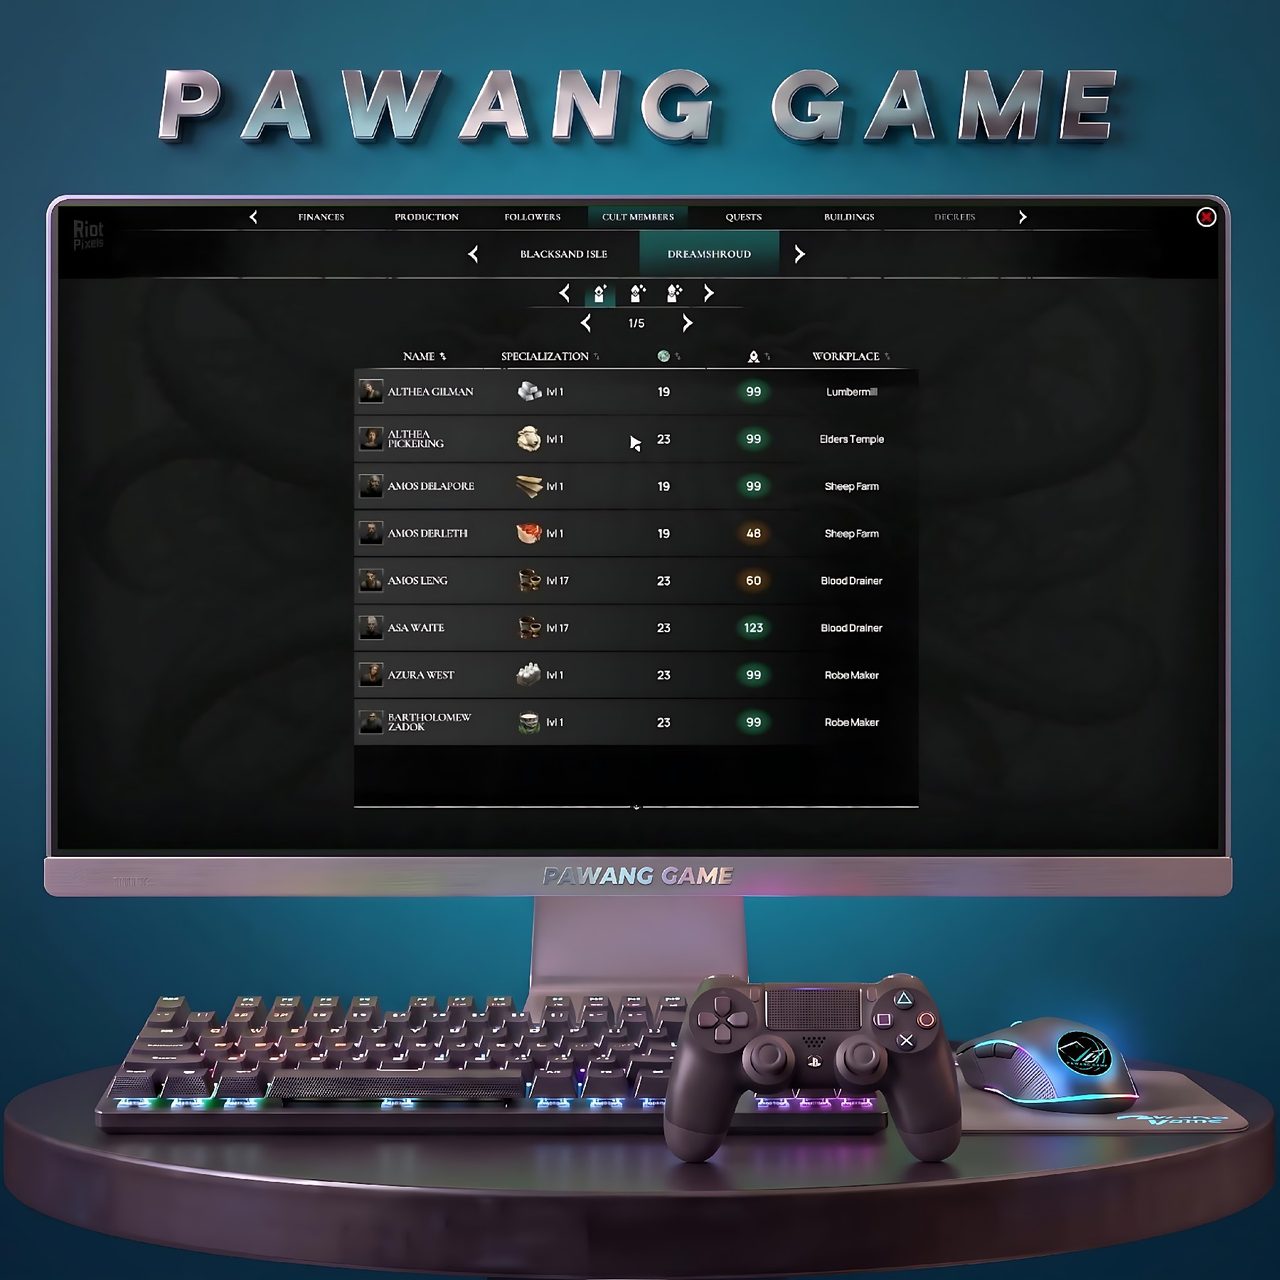 PAWANG GAME
Riot
Pixels
FINANCES PRODUCTION FOLLOWERS CULT MEMBERS QUESTS BUILDINGS DECREES
BLACKSAND ISLE DREAMSHROUD
1/5
NAME SPECIALIZATION WORKPLACE
ALTHEA GILMAN lvl 1 19 99 Lumbermill
ALTHEA
PICKERING lvl 1 23 99 Elders Temple
AMOS DELAPORE lvl 1 19 99 Sheep Farm
AMOS DERLETH lvl 1 19 48 Sheep Farm
AMOS LENG lvl 17 23 60 Blood Drainer
ASA WAITE lvl 17 23 123 Blood Drainer
AZURA WEST lvl 1 23 99 Robe Maker
BARTHOLOMEW
ZADOK lvl 1 23 99 Robe Maker
PAWANG GAME